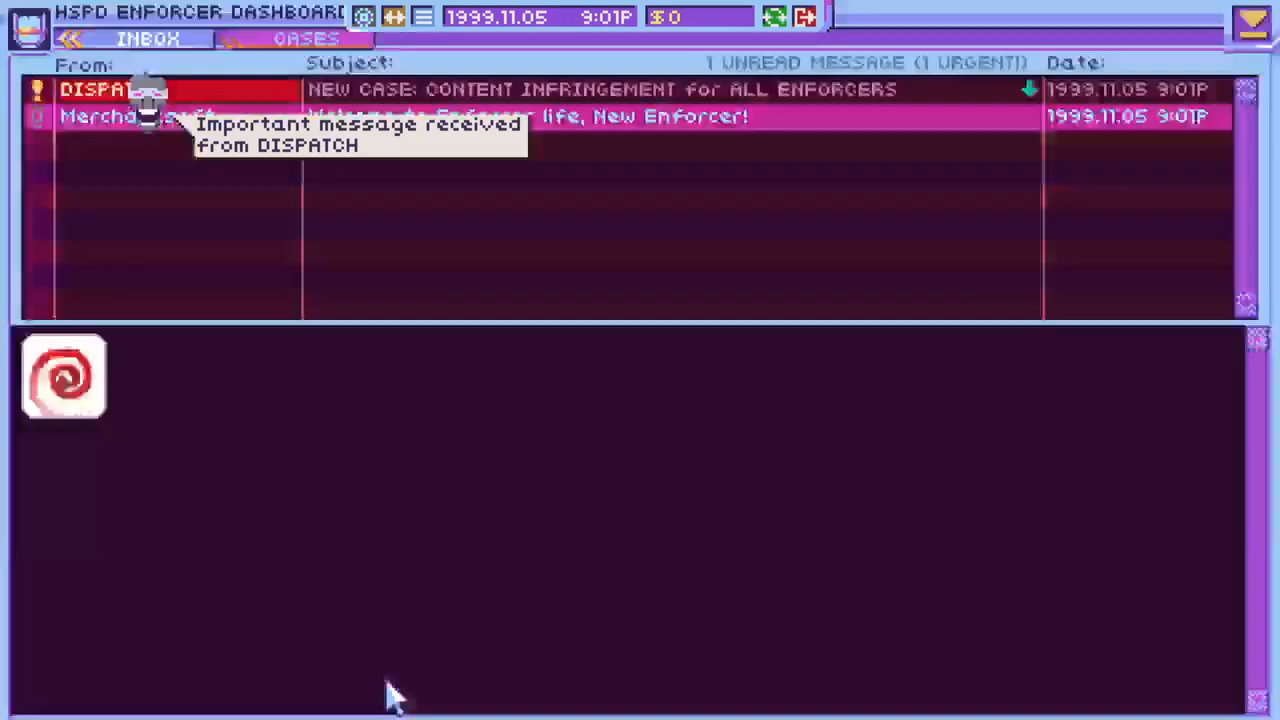 HSPD ENFORCER DASHBOARD
1999.11.05 9:01P
0
INBOX
CASES
From:
Subject:
1 UNREAD MESSAGE (1 URGENT!)
Date:
DISPAT
NEW CASE: CONTENT INFRINGEMENT for ALL ENFORCERS
1999.11.05 9:01P
life, New Enforcer!
1999.11.05 9:01P
Important message received
from DISPATCH